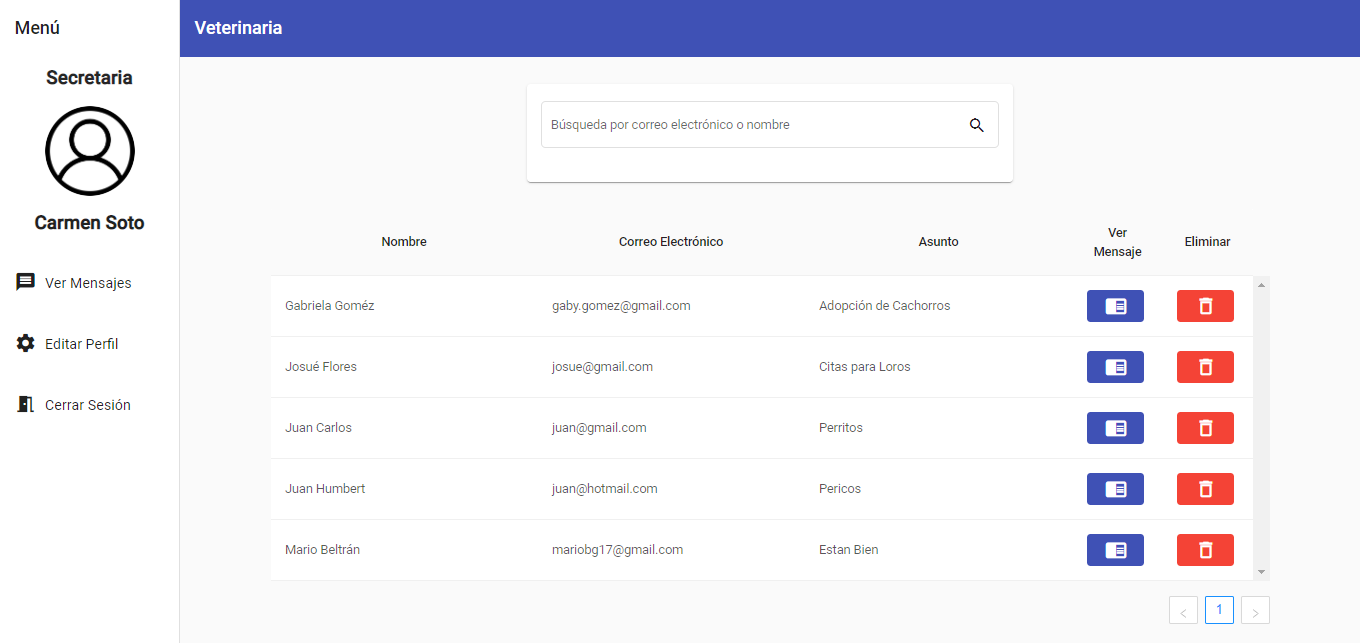 Menú
Veterinaria
Secretaria
Carmen Soto
Ver Mensajes
Editar Perfil
Cerrar Sesión
Búsqueda por correo electrónico o nombre
Nombre Correo Electrónico Asunto Ver Mensaje Eliminar
Gabriela Goméz gaby.gomez@gmail.com Adopción de Cachorros
Josué Flores josue@gmail.com Citas para Loros
Juan Carlos juan@gmail.com Perritos
Juan Humbert juan@hotmail.com Pericos
Mario Beltrán mariobg17@gmail.com Estan Bien
< 1 >